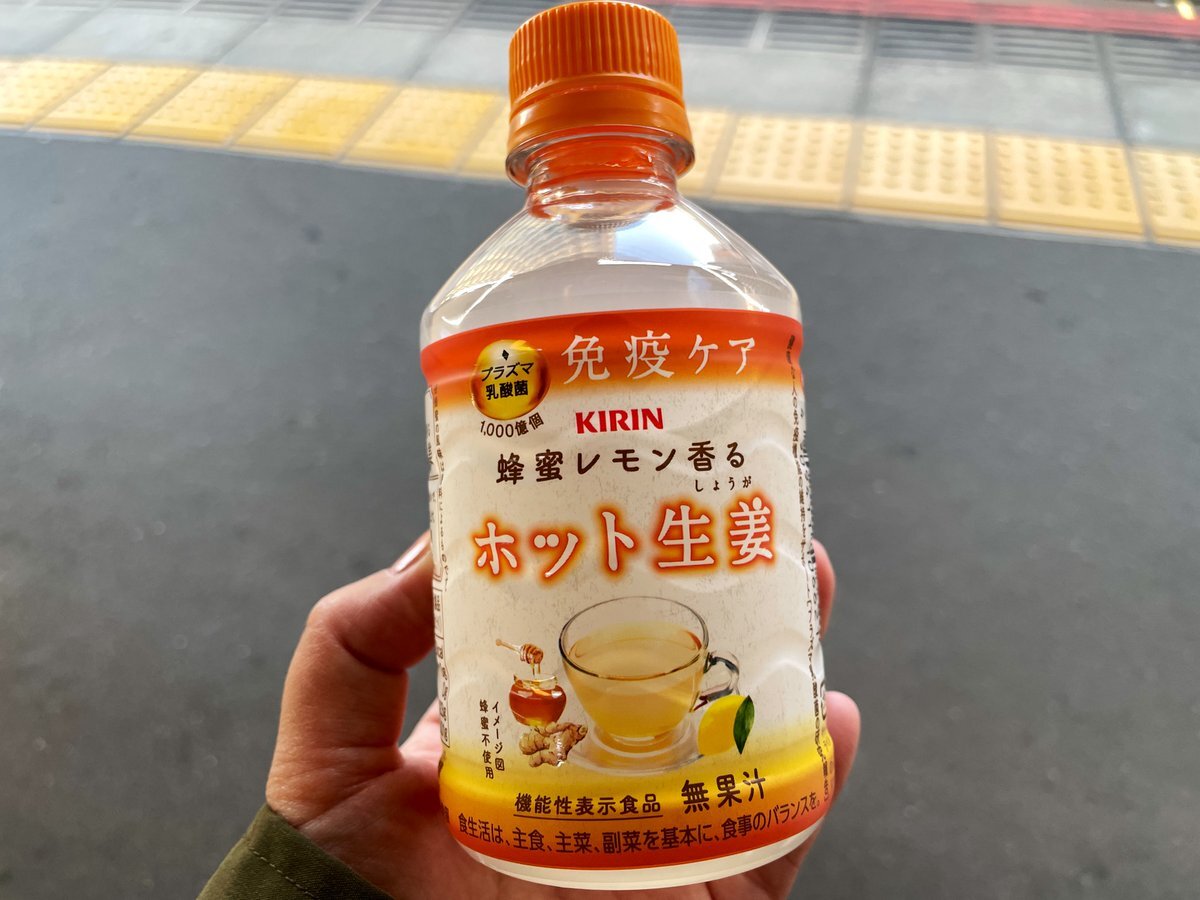 免疫ケア
プラズマ
乳酸菌
1,000億個
KIRIN
蜂蜜レモン香る
しょうが
ホット生姜
イメージ図
蜂蜜不使用
機能性表示食品 無果汁
食生活は、主食、主菜、副菜を基本に、食事のバランスを。